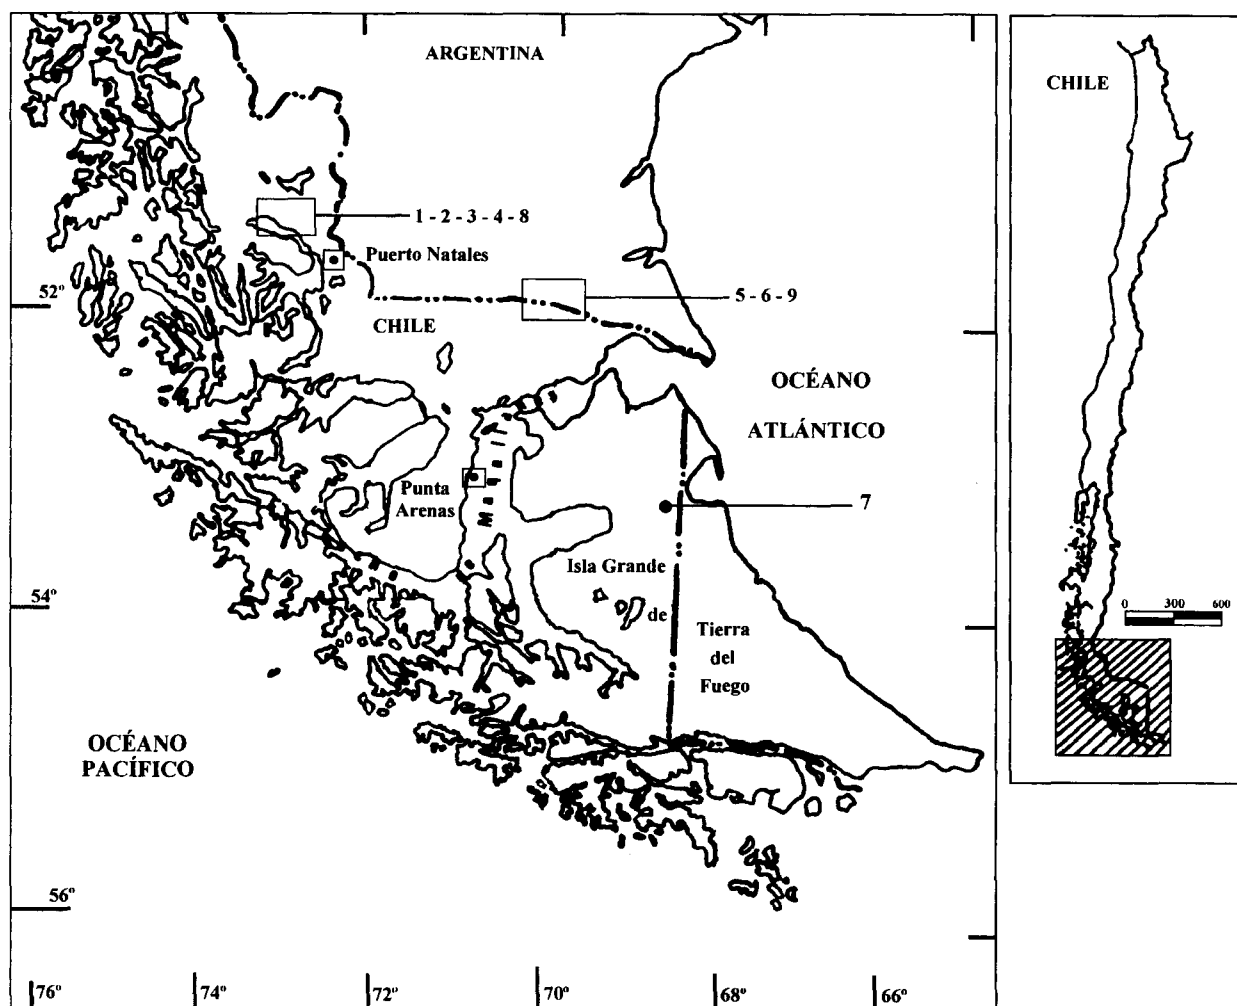 ARGENTINA
1 - 2 - 3 - 4 - 8
Puerto Natales
52°
5 - 6 - 9
CHILE
OCÉANO
ATLÁNTICO
Punta
Arenas
7
Isla Grande
de
54°
Tierra
del
Fuego
OCÉANO
PACÍFICO
56°
76°
74°
72°
70°
68°
66°
CHILE
0 300 600